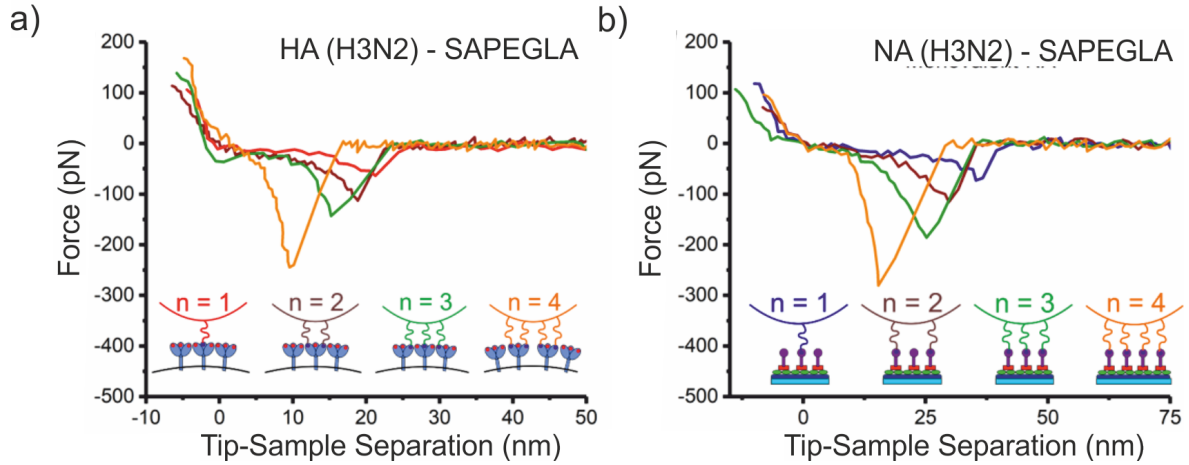 a)
HA (H3N2) - SAPEGLA
200
100
0
-100
-200
-300
-400
-500
Force (pN)
n = 1
n = 2
n = 3
n = 4
-10
0
10
20
30
40
50
Tip-Sample Separation (nm)
b)
NA (H3N2) - SAPEGLA
200
100
0
-100
-200
-300
-400
-500
Force (pN)
n = 1
n = 2
n = 3
n = 4
0
25
50
75
Tip-Sample Separation (nm)